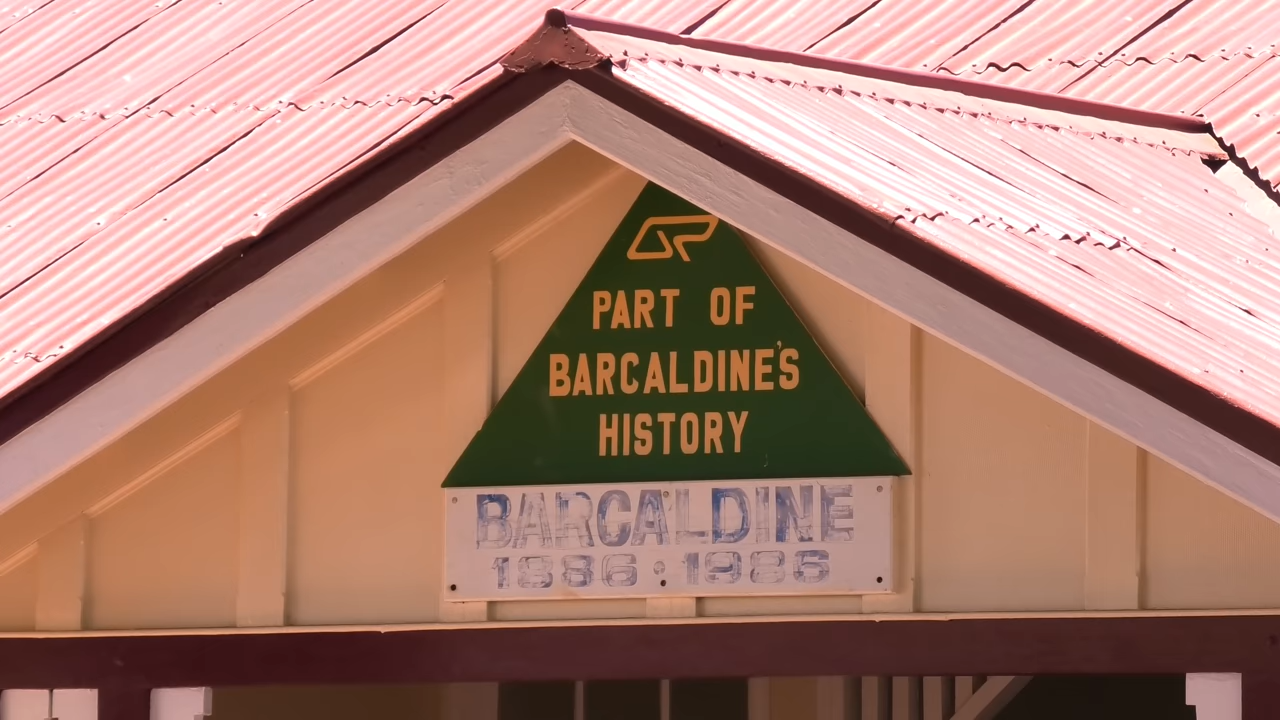 QR
PART OF
BARCALDINE'S
HISTORY
BARCALDINE
1886 • 1986